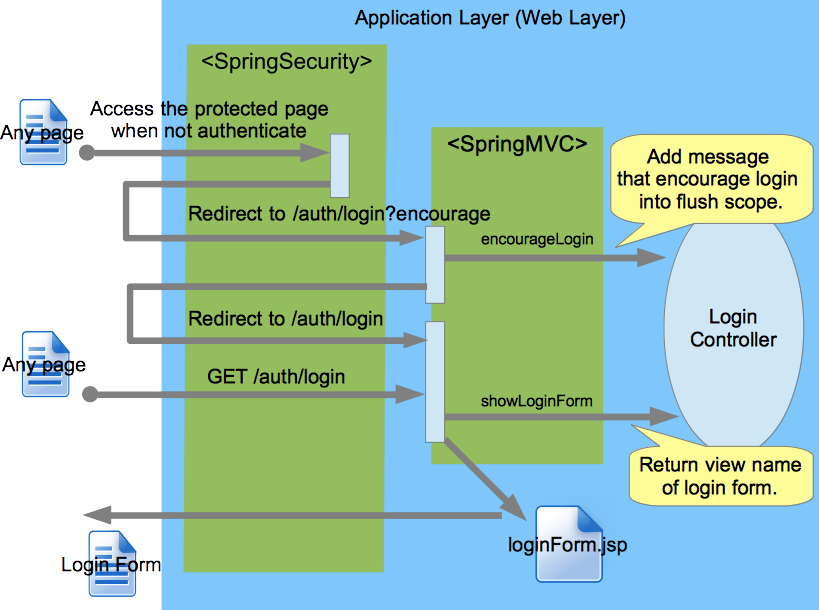 Application Layer (Web Layer)
<SpringSecurity>
Access the protected page
when not authenticate
Any page
<SpringMVC>
Add message
that encourage login
into flush scope.
Redirect to /auth/login?encourage
encourageLogin
Redirect to /auth/login
Login
Controller
Any page
GET /auth/login
showLoginForm
Return view name
of login form.
loginForm.jsp
Login Form